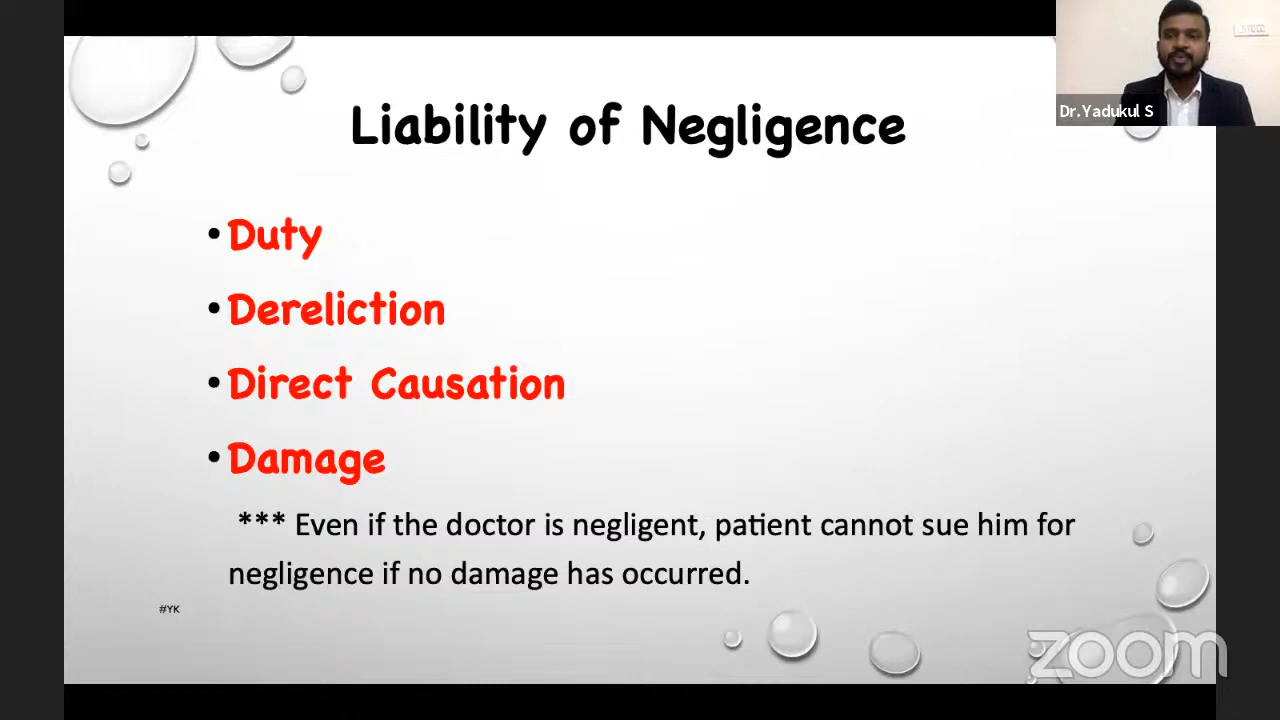 Dr.Yadukul S
Liability of Negligence
• Duty
• Dereliction
• Direct Causation
• Damage
*** Even if the doctor is negligent, patient cannot sue him for
negligence if no damage has occurred.
#YK
zoom